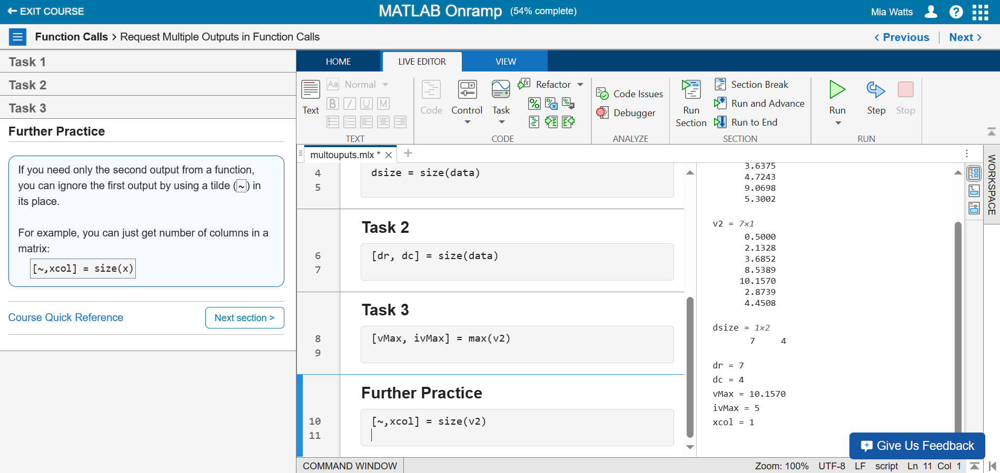 EXIT COURSE
MATLAB Onramp (54% complete)
Mia Watts
Function Calls > Request Multiple Outputs in Function Calls
< Previous
Next >
Task 1
Task 2
Task 3
Further Practice
If you need only the second output from a function,
you can ignore the first output by using a tilde (~) in
its place.
For example, you can just get number of columns in a
matrix:
[~,xcol] = size(x)
Course Quick Reference
Next section >
HOME
LIVE EDITOR
VIEW
Text
Aa Normal
B I U M
TEXT
Code
Control
Task
Refactor
CODE
Code Issues
Debugger
ANALYZE
Run
Section
Section Break
Run and Advance
Run to End
SECTION
Run
Step
Stop
RUN
multouputs.mlx *
4 dsize = size(data)
5
Task 2
6 [dr, dc] = size(data)
7
Task 3
8 [vMax, ivMax] = max(v2)
9
Further Practice
10 [~,xcol] = size(v2)
11
3.6375
4.7243
9.0698
5.3002
v2 = 7×1
0.5000
2.1328
3.6852
8.5389
10.1570
2.8739
4.4508
dsize = 1×2
7 4
dr = 7
dc = 4
vMax = 10.1570
ivMax = 5
xcol = 1
WORKSPACE
Give Us Feedback
COMMAND WINDOW
Zoom: 100% UTF-8 LF script Ln 11 Col 1